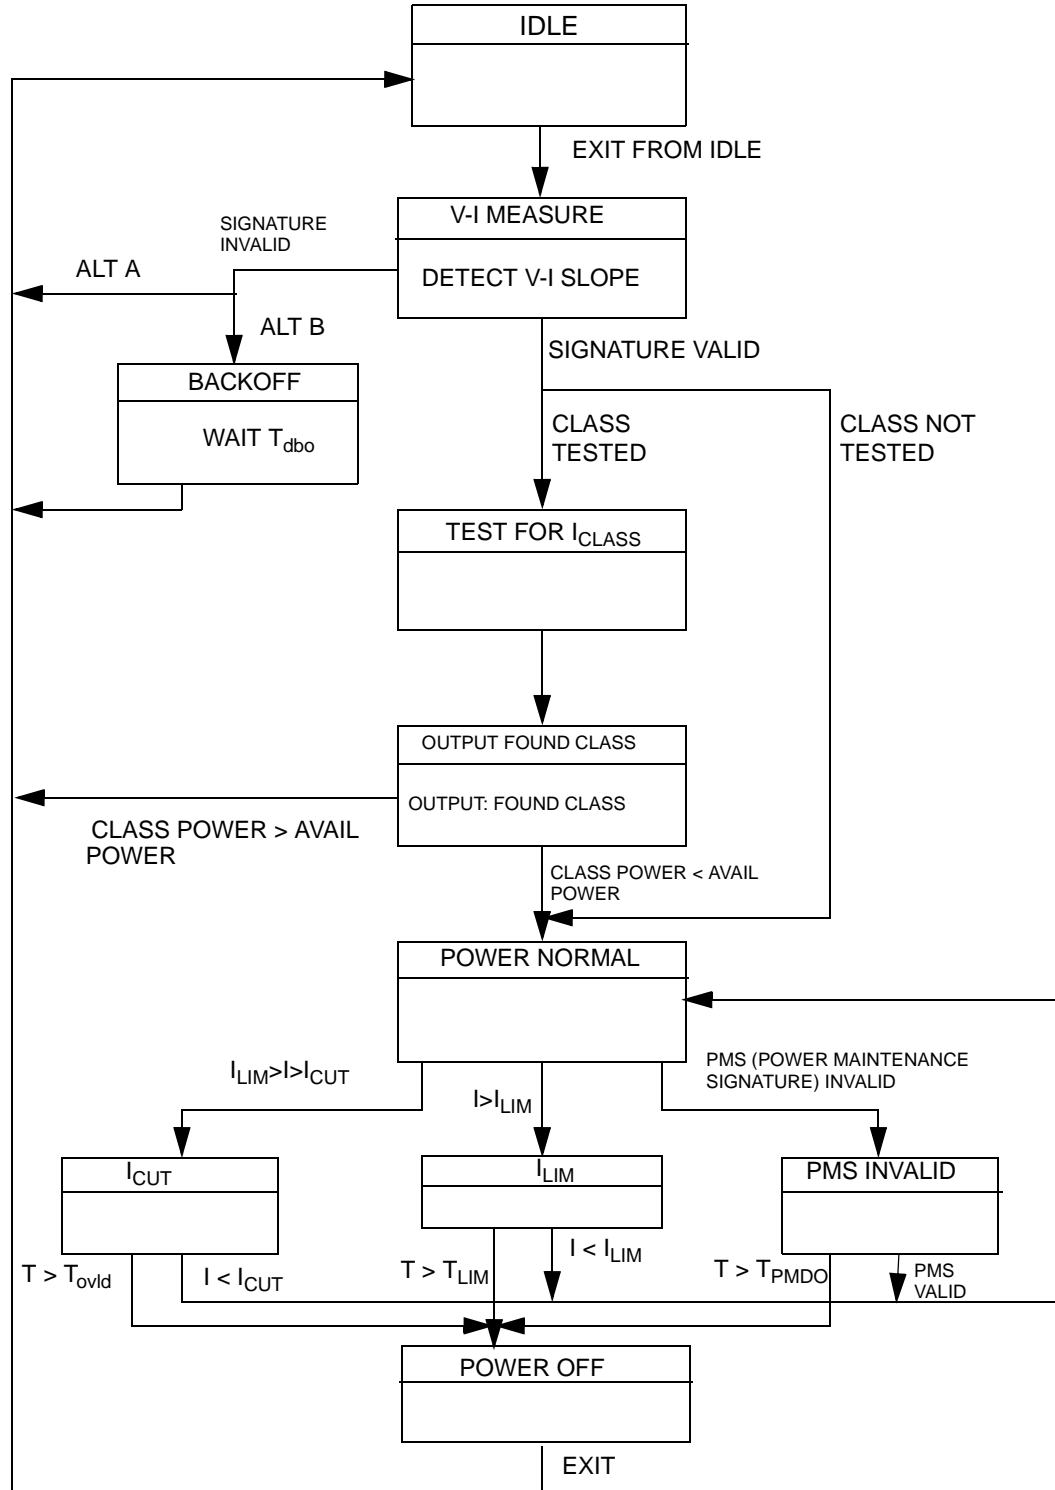 IDLE
EXIT FROM IDLE
V-I MEASURE
SIGNATURE
INVALID
ALT A
DETECT V-I SLOPE
ALT B
SIGNATURE VALID
BACKOFF
WAIT Tdbo
CLASS
TESTED
CLASS NOT
TESTED
TEST FOR ICLASS
OUTPUT FOUND CLASS
OUTPUT: FOUND CLASS
CLASS POWER > AVAIL
POWER
CLASS POWER < AVAIL
POWER
POWER NORMAL
ILIM>I>ICUT
I>ILIM
PMS (POWER MAINTENANCE
SIGNATURE) INVALID
ICUT
ILIM
PMS INVALID
T > Tovld
I < ICUT
T > TLIM
I < ILIM
T > TPMDO
PMS
VALID
POWER OFF
EXIT